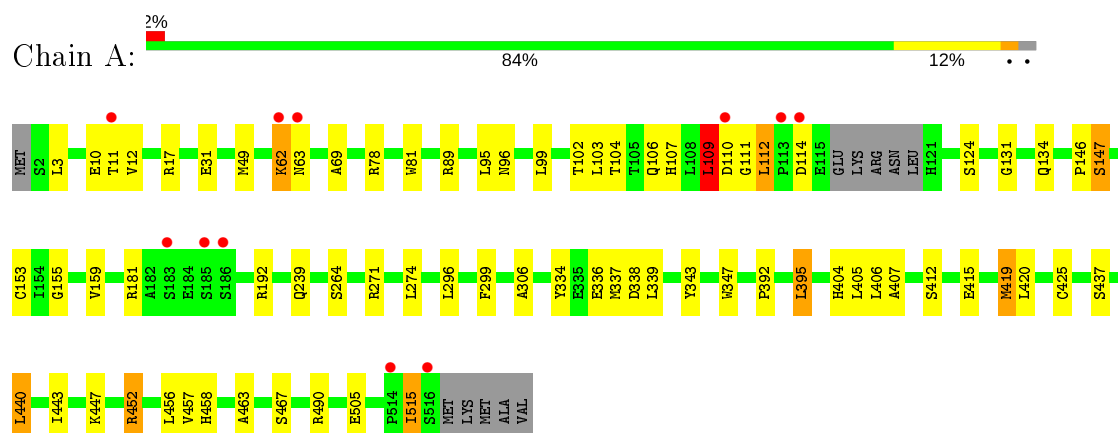 2%
Chain A:
84% 12% • •
MET S2 L3 E10 T11 V12 R17 E31 M49 K62 N63 A69 R78 W81 R89 L95 N96 L99 T102 L103 T104 T105 Q106 H107 L108 L109 D110 G111 L112 P113 D114 E115 GLU LYS ARG ASN LEU H121 S124 G131 Q134 P146 S147
C153 I154 G155 V159 R181 A182 S183 E184 S185 S186 R192 Q239 S264 R271 L274 L296 F299 A306 Y334 E335 E336 M337 D338 L339 Y343 W347 P392 L395 H404 L405 L406 A407 S412 E415 M419 L420 C425 S437
L440 I443 K447 R452 L456 V457 H458 A463 S467 R490 E505 P514 I515 S516 MET LYS MET ALA VAL